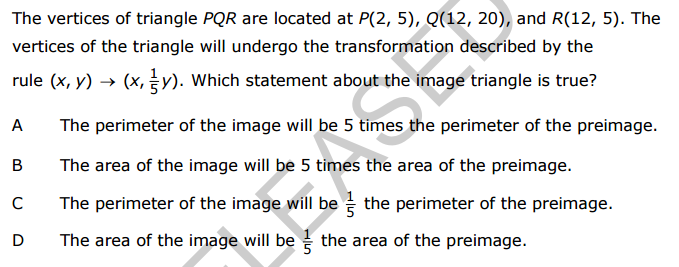 The vertices of triangle PQR are located at P(2, 5), Q(12, 20), and R(12, 5). The
vertices of the triangle will undergo the transformation described by the
rule (x, y) → (x, 1/5 y). Which statement about the image triangle is true?
A The perimeter of the image will be 5 times the perimeter of the preimage.
B The area of the image will be 5 times the area of the preimage.
C The perimeter of the image will be 1/5 the perimeter of the preimage.
D The area of the image will be 1/5 the area of the preimage.
LEASED